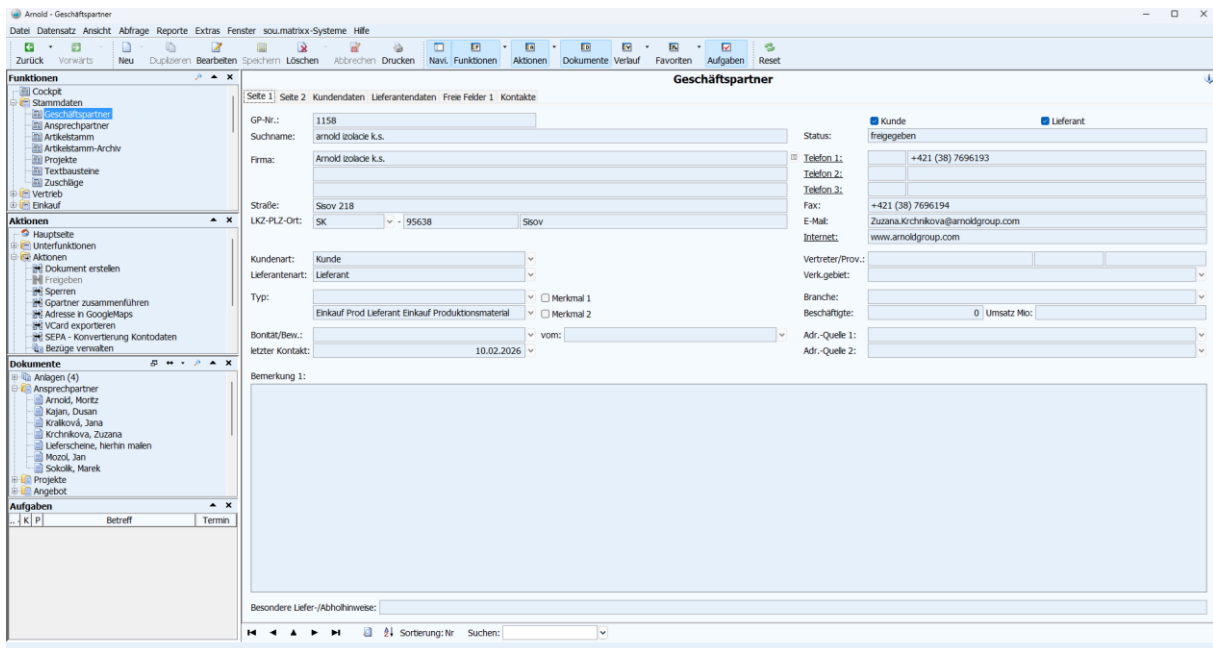 Arnold - Geschäftspartner
Datei Datensatz Ansicht Abfrage Reporte Extras Fenster sou.matrixx-Systeme Hilfe
Zurück Vorwärts Neu Duplizieren Bearbeiten Speichern Löschen Abbrechen Drucken Navi. Funktionen Aktionen Dokumente Verlauf Favoriten Aufgaben Reset
Funktionen
Cockpit
Stammdaten
Geschäftspartner
Ansprechpartner
Artikelstamm
Artikelstamm-Archiv
Projekte
Textbausteine
Zuschläge
Vertrieb
Einkauf
Aktionen
Hauptseite
Unterfunktionen
Aktionen
Dokument erstellen
Freigeben
Sperren
Gpartner zusammenführen
Adresse in GoogleMaps
VCard exportieren
SEPA - Konvertierung Kontodaten
Bezüge verwalten
Dokumente
Anlagen (4)
Ansprechpartner
Arnold, Moritz
Kajan, Dusan
Kraliková, Jana
Krchnikova, Zuzana
Lieferscheine, hierhin mailen
Mozol, Jan
Sokolik, Marek
Projekte
Angebot
Aufgaben
.. K P Betreff Termin
Geschäftspartner
Seite 1 Seite 2 Kundendaten Lieferantendaten Freie Felder 1 Kontakte
GP-Nr.: 1158 Kunde Lieferant
Suchname: arnold izolacie k.s. Status: freigegeben
Firma: Arnold izolacie k.s. Telefon 1: +421 (38) 7696193
Telefon 2:
Telefon 3:
Straße: Sisov 218 Fax: +421 (38) 7696194
LKZ-PLZ-Ort: SK - 95638 Sisov E-Mail: Zuzana.Krchnikova@arnoldgroup.com
Internet: www.arnoldgroup.com
Kundenart: Kunde Vertreter/Prov.:
Lieferantenart: Lieferant Verk.gebiet:
Typ: Merkmal 1 Branche:
Einkauf Prod Lieferant Einkauf Produktionsmaterial Merkmal 2 Beschäftigte: 0 Umsatz Mio:
Bonität/Bew.: vom: Adr.-Quelle 1:
letzter Kontakt: 10.02.2026 Adr.-Quelle 2:
Bemerkung 1:
Besondere Liefer-/Abholhinweise:
Sortierung: Nr Suchen: